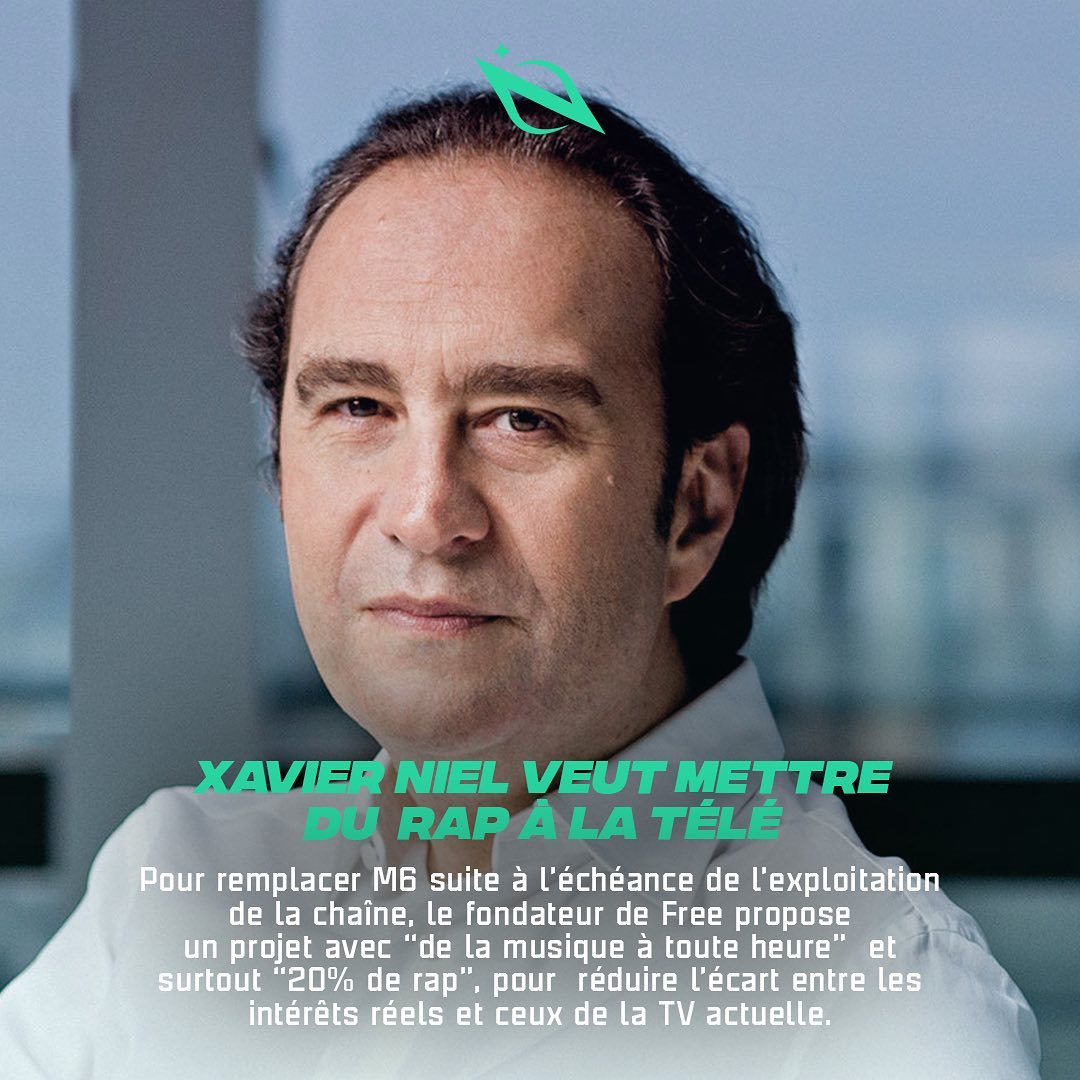 XAVIER NIEL VEUT METTRE
DU RAP À LA TÉLÉ
Pour remplacer M6 suite à l’échéance de l’exploitation
de la chaîne, le fondateur de Free propose
un projet avec “de la musique à toute heure” et
surtout “20% de rap”, pour réduire l’écart entre les
intérêts réels et ceux de la TV actuelle.